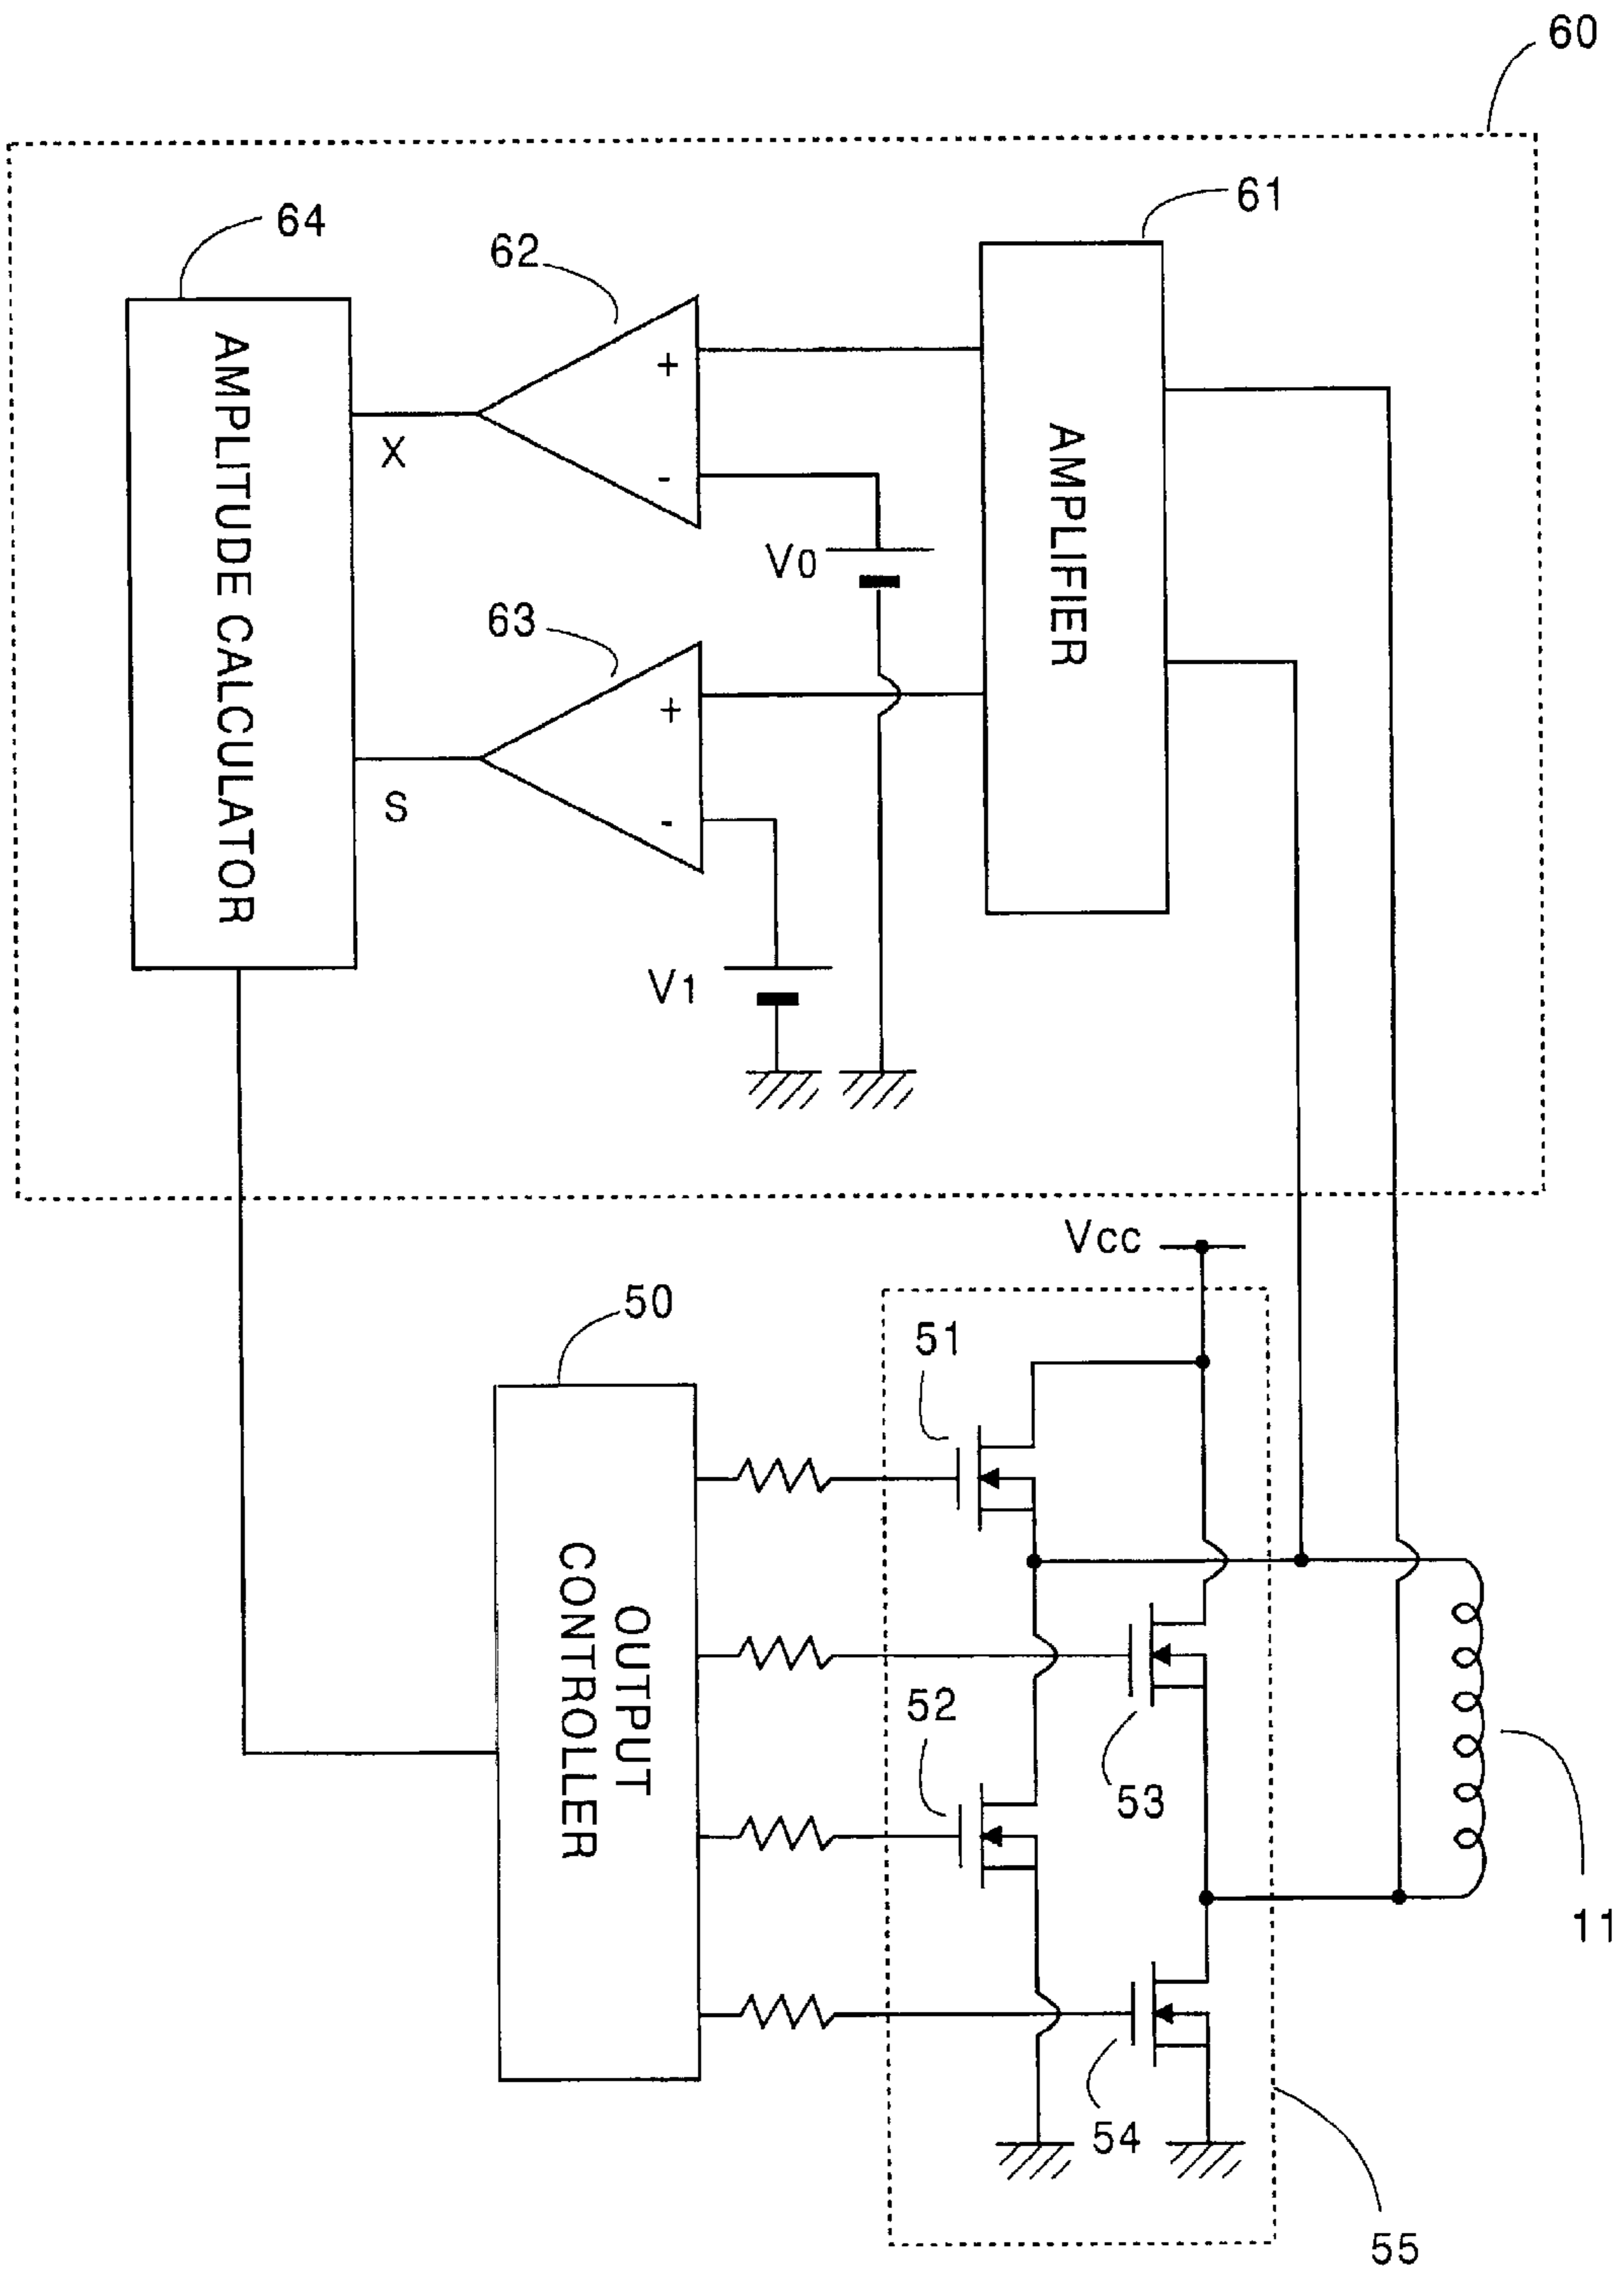 60
61
64
62
AMPLITUDE CALCULATOR
+
-
X
AMPLIFIER
V0
63
+
-
S
V1
Vcc
50
51
OUTPUT
CONTROLLER
52
53
11
54
55